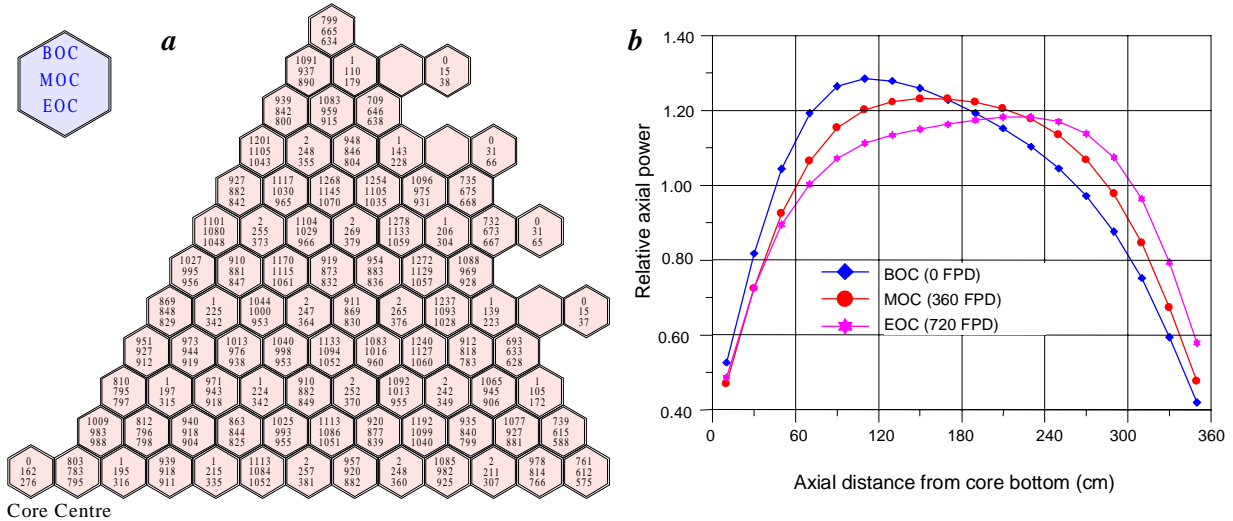 BOC
MOC
EOC
a
799
665
634
1091 1 0
937 110 15
890 179 38
939 1083 709
842 959 646
800 915 638
1201 2 948 1 0
1105 248 846 143 31
1043 355 804 228 66
927 1117 1268 1254 1096 735
882 1030 1145 1105 975 675
842 965 1070 1035 931 668
1101 2 1104 2 1278 1 732 0
1080 255 1029 269 1133 206 673 31
1048 373 966 379 1059 304 667 65
1027 910 1170 919 954 1272 1088
995 881 1115 873 883 1129 969
956 847 1061 832 836 1057 928
869 1 1044 2 911 2 1237 1 0
848 225 1000 247 869 265 1093 139 15
829 342 953 364 830 376 1028 223 37
951 973 1013 1040 1133 1083 1240 912 693
927 944 976 998 1094 1016 1127 818 633
912 919 938 953 1052 960 1060 783 628
810 1 971 1 910 2 1092 2 1065 1
795 197 943 224 882 252 1013 242 945 105
797 315 918 342 849 370 955 349 906 172
1009 812 940 863 1025 1113 920 1192 935 1077 739
983 796 918 844 993 1086 877 1099 840 927 615
988 798 904 825 955 1051 839 1040 799 881 588
0 803 1 939 1 1113 2 957 2 1085 2 978 761
162 783 195 918 215 1084 257 920 248 982 211 814 612
276 795 316 911 335 1052 381 882 360 925 307 766 575
Core Centre
b
1.40
1.20
1.00
0.80
0.60
0.40
Relative axial power
BOC (0 FPD)
MOC (360 FPD)
EOC (720 FPD)
0 60 120 180 240 300 360
Axial distance from core bottom (cm)